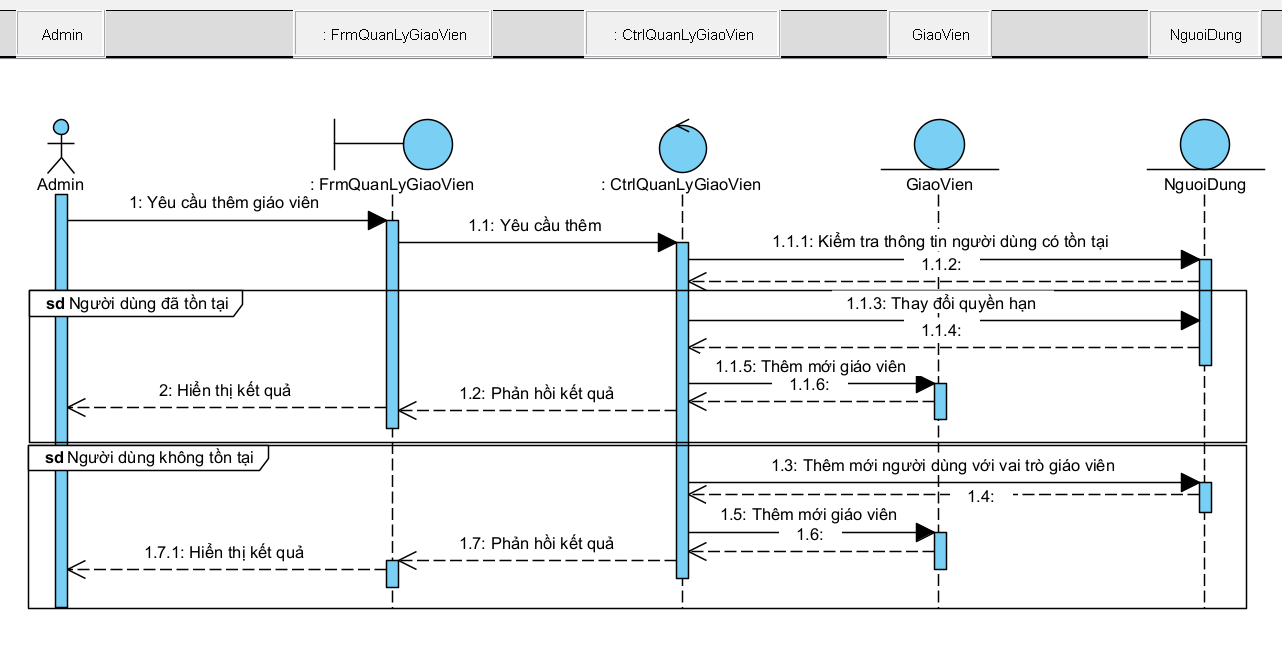 Admin
: FrmQuanLyGiaoVien
: CtrlQuanLyGiaoVien
GiaoVien
NguoiDung
Admin
: FrmQuanLyGiaoVien
: CtrlQuanLyGiaoVien
GiaoVien
NguoiDung
1: Yêu cầu thêm giáo viên
1.1: Yêu cầu thêm
1.1.1: Kiểm tra thông tin người dùng có tồn tại
1.1.2:
sd Người dùng đã tồn tại
1.1.3: Thay đổi quyền hạn
1.1.4:
1.1.5: Thêm mới giáo viên
1.1.6:
1.2: Phản hồi kết quả
2: Hiển thị kết quả
sd Người dùng không tồn tại
1.3: Thêm mới người dùng với vai trò giáo viên
1.4:
1.5: Thêm mới giáo viên
1.6:
1.7: Phản hồi kết quả
1.7.1: Hiển thị kết quả